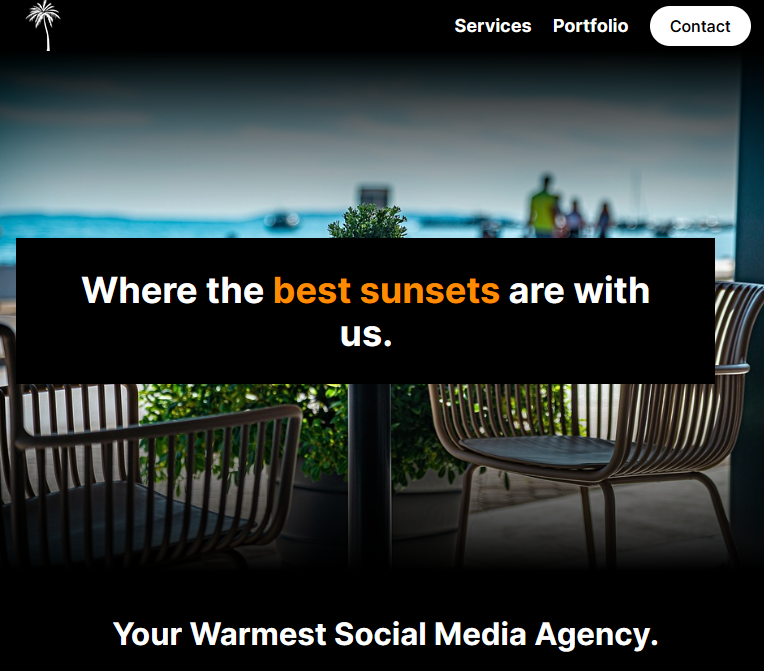 Services Portfolio Contact
Where the best sunsets are with
us.
Your Warmest Social Media Agency.